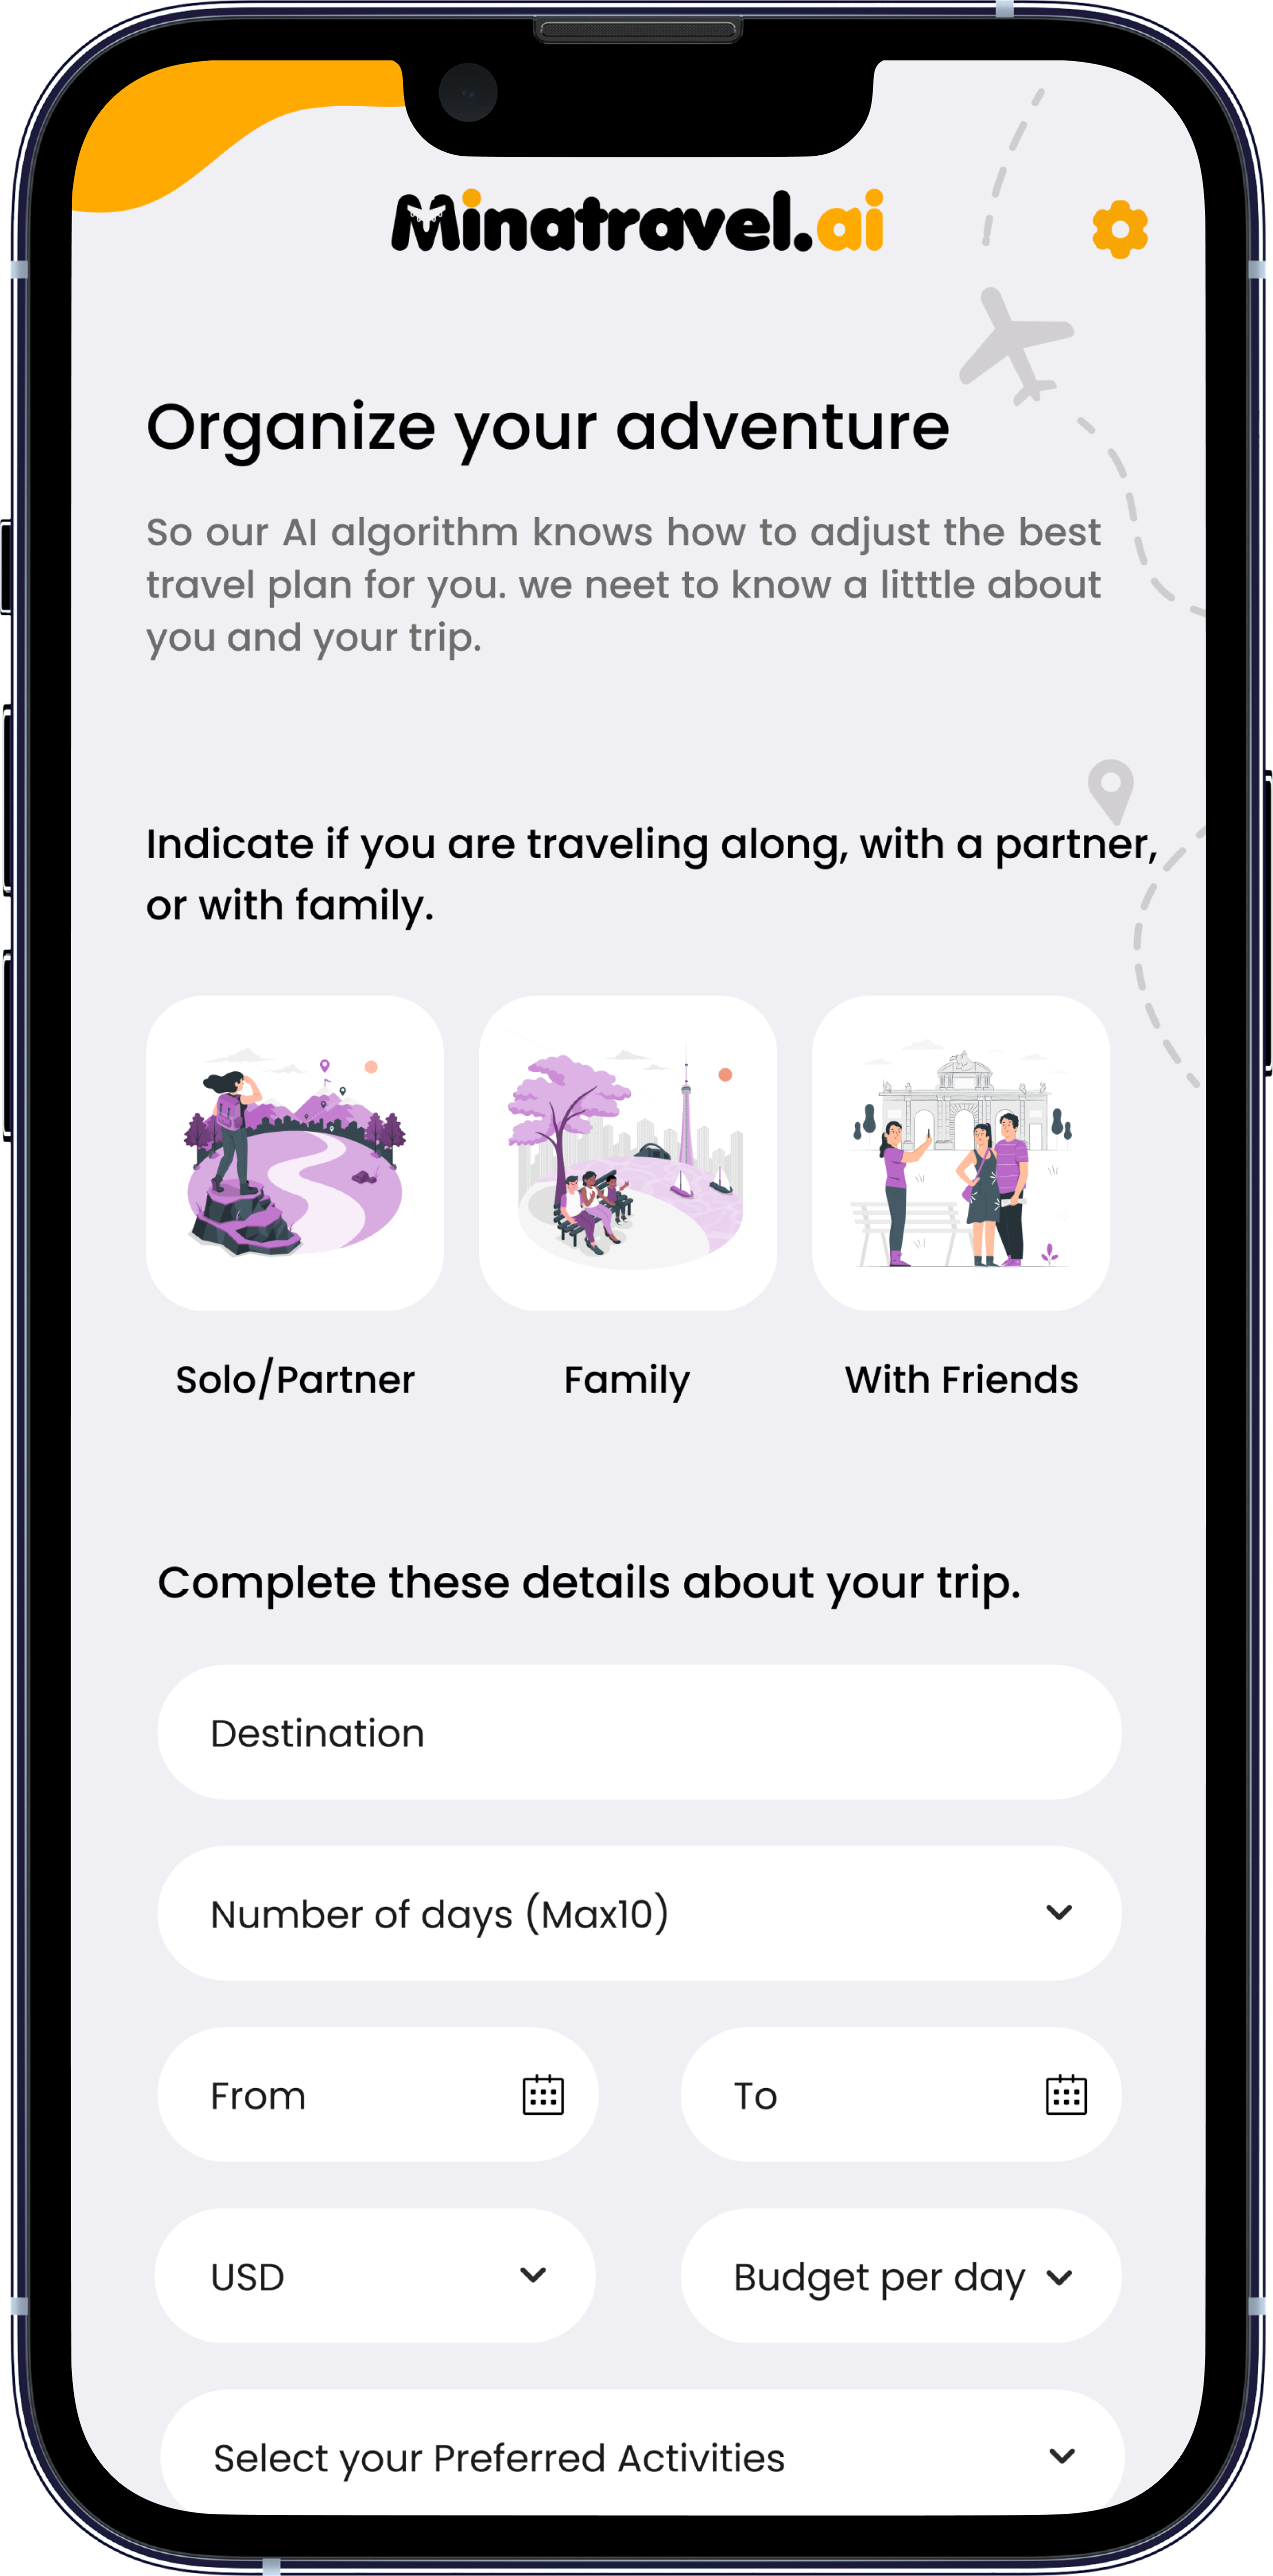 Minatravel.ai
Organize your adventure
So our AI algorithm knows how to adjust the best
travel plan for you. we neet to know a litttle about
you and your trip.
Indicate if you are traveling along, with a partner,
or with family.
Solo/Partner Family With Friends
Complete these details about your trip.
Destination
Number of days (Max10)
From To
USD Budget per day
Select your Preferred Activities